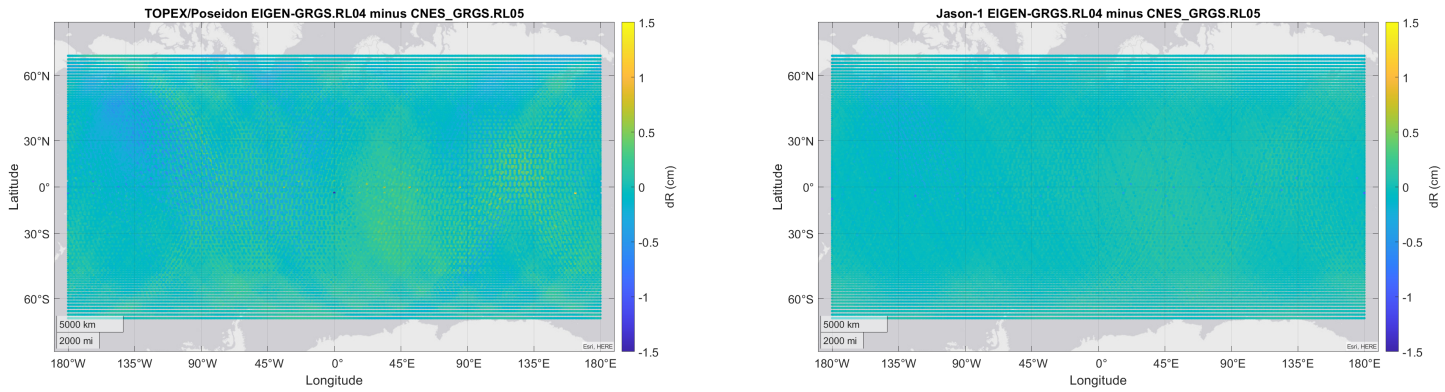 TOPEX/Poseidon EIGEN-GRGS.RL04 minus CNES_GRGS.RL05
60°N
30°N
0°
30°S
60°S
Latitude
5000 km
2000 mi
Esri, HERE
180°W
135°W
90°W
45°W
0°
45°E
90°E
135°E
180°E
Longitude
1.5
1
0.5
0
-0.5
-1
-1.5
dR (cm)
Jason-1 EIGEN-GRGS.RL04 minus CNES_GRGS.RL05
60°N
30°N
0°
30°S
60°S
Latitude
5000 km
2000 mi
Esri, HERE
180°W
135°W
90°W
45°W
0°
45°E
90°E
135°E
180°E
Longitude
1.5
1
0.5
0
-0.5
-1
-1.5
dR (cm)